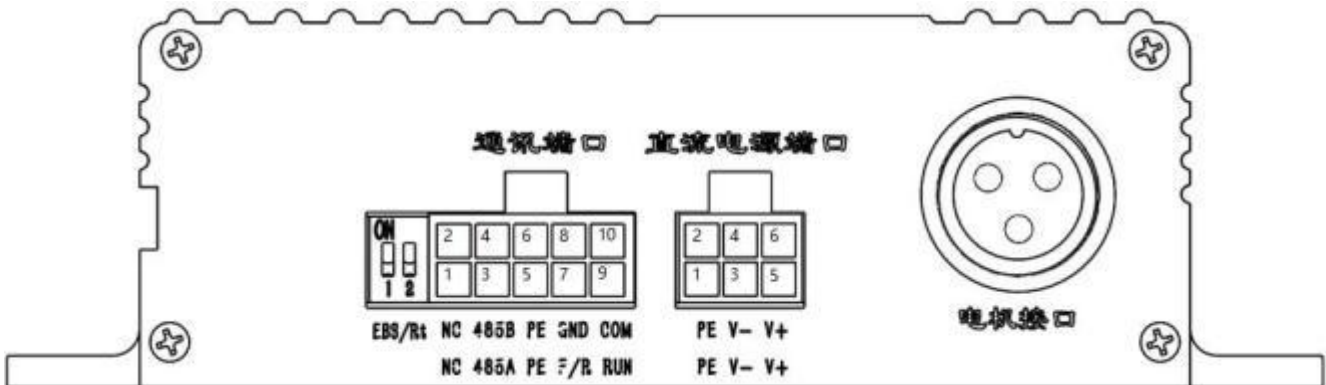 通讯端口 直流电源端口
ON
2 4 6 8 10 2 4 6
1 3 5 7 9 1 3 5
1 2
EBS/Rt NC 485B PE GND COM PE V- V+
NC 485A PE F/R RUN PE V- V+
电机接口